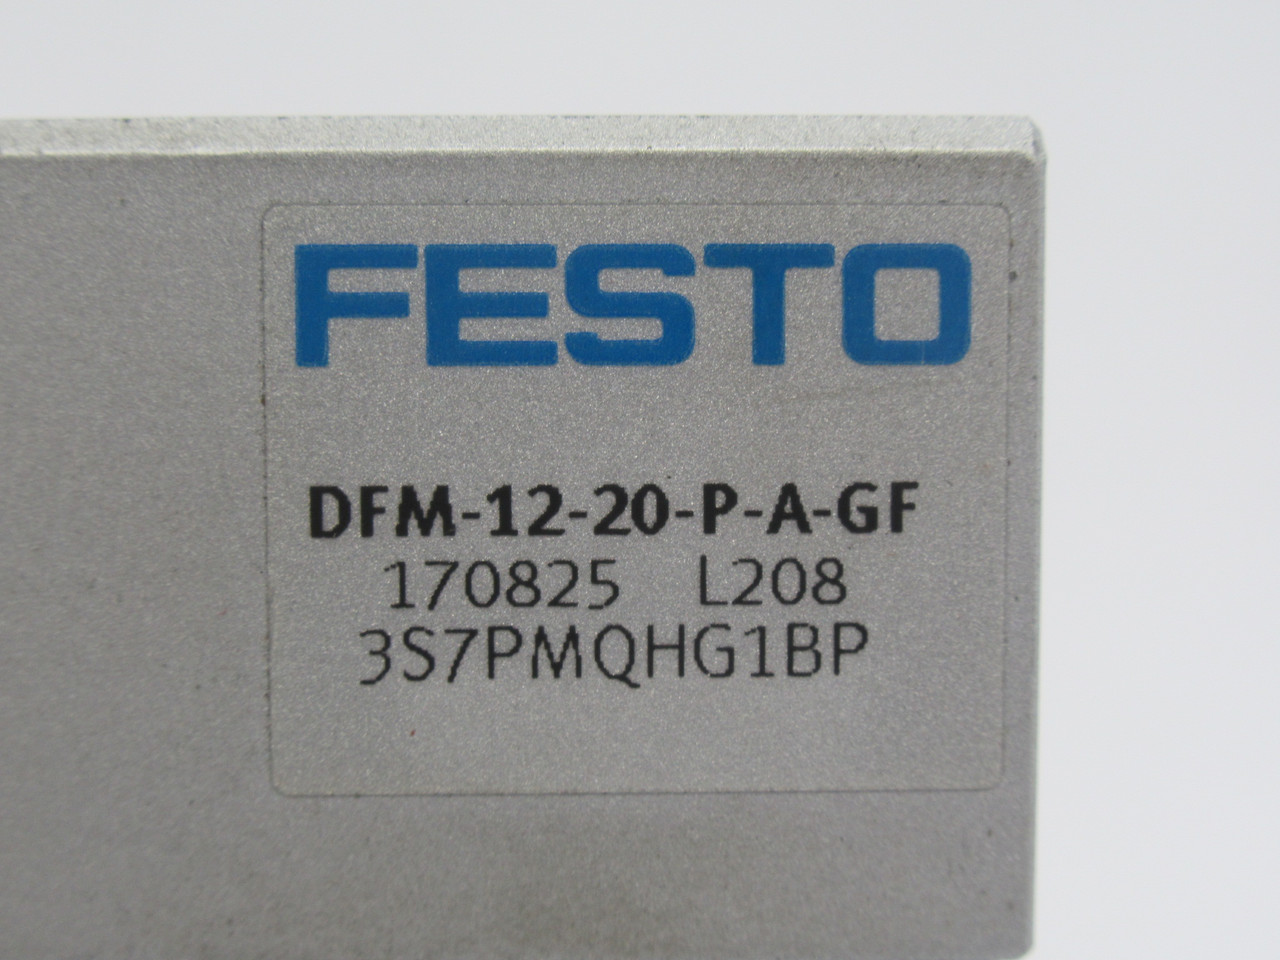 FESTO
DFM-12-20-P-A-GF
170825 L208
3S7PMQHG1BP